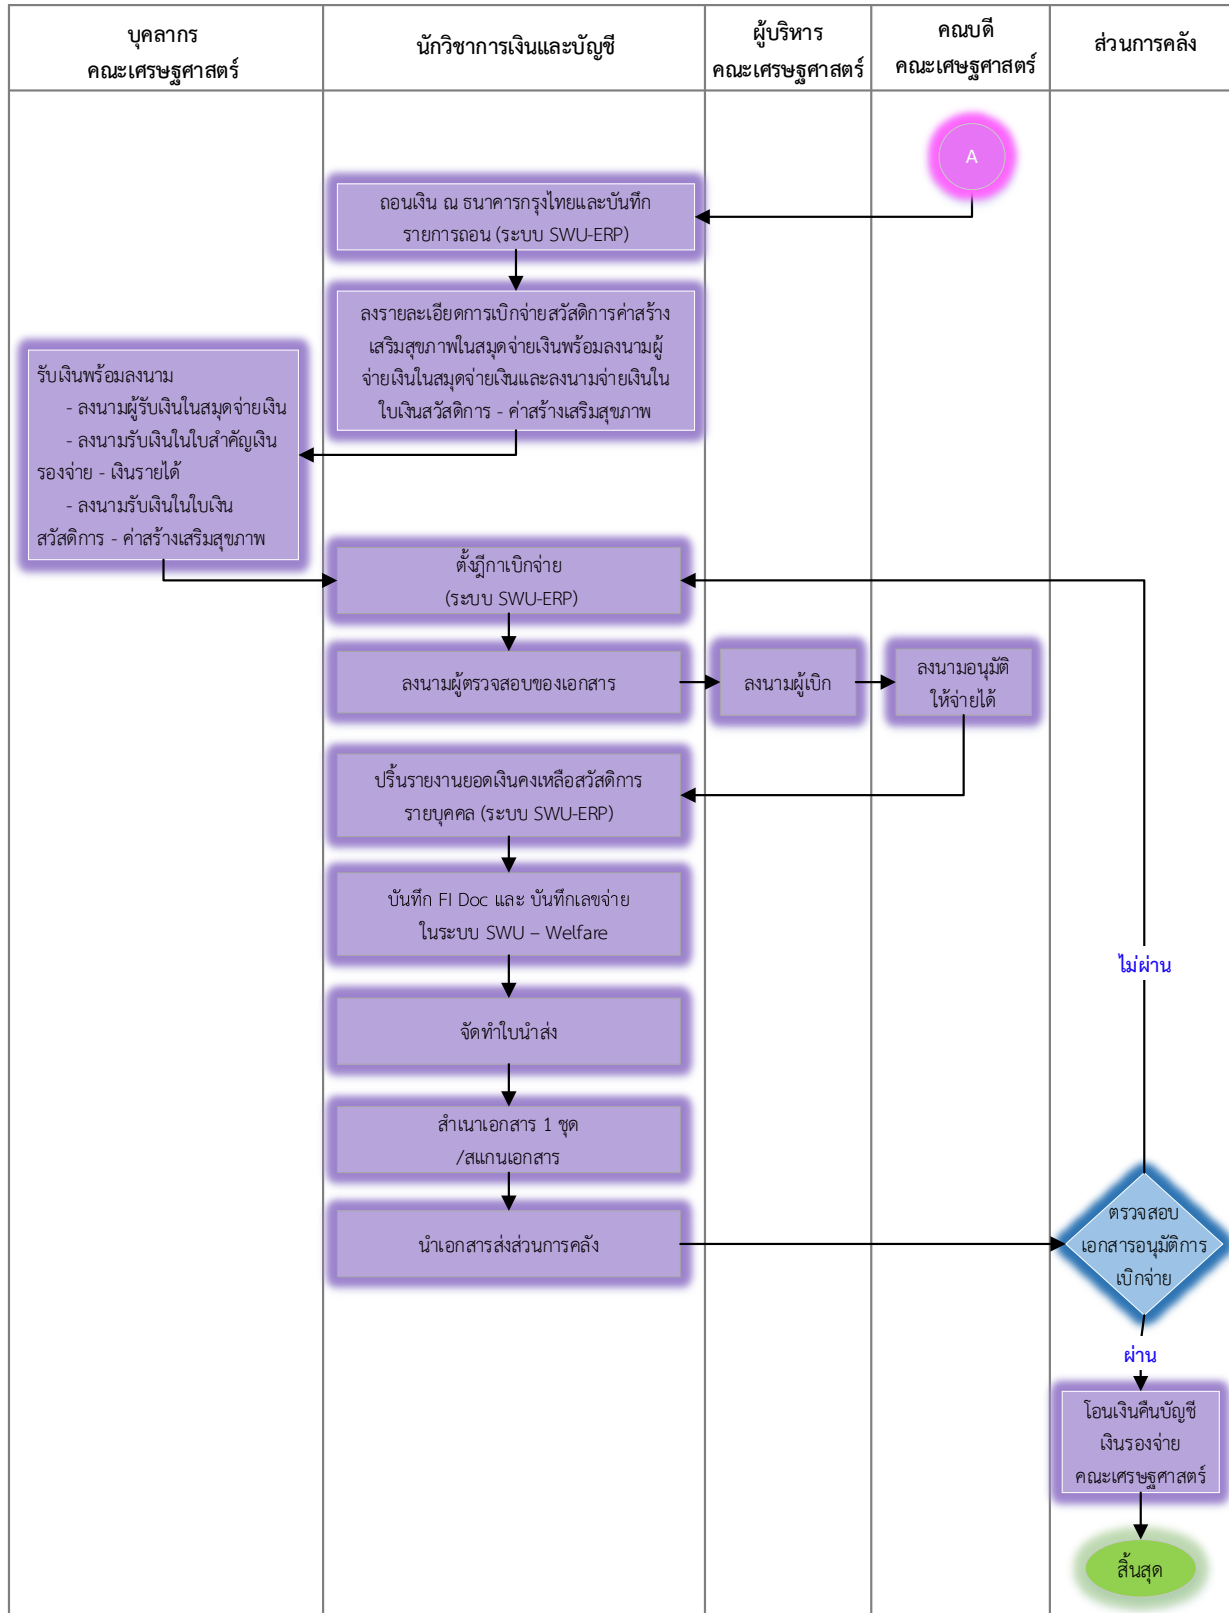 บุคลากร
คณะเศรษฐศาสตร์
นักวิชาการเงินและบัญชี
ผู้บริหาร
คณะเศรษฐศาสตร์
คณบดี
คณะเศษฐศาสตร์
ส่วนการคลัง
A
ถอนเงิน ณ ธนาคารกรุงไทยและบันทึก
รายการถอน (ระบบ SWU-ERP)
ลงรายละเอียดการเบิกจ่ายสวัสดิการค่าสร้าง
เสริมสุขภาพในสมุดจ่ายเงินพร้อมลงนามผู้
จ่ายเงินในสมุดจ่ายเงินและลงนามจ่ายเงินใน
ใบเงินสวัสดิการ - ค่าสร้างเสริมสุขภาพ
รับเงินพร้อมลงนาม
- ลงนามผู้รับเงินในสมุดจ่ายเงิน
- ลงนามรับเงินในใบสำคัญเงิน
รองจ่าย - เงินรายได้
- ลงนามรับเงินในใบเงิน
สวัสดิการ - ค่าสร้างเสริมสุขภาพ
ตั้งฎีกาเบิกจ่าย
(ระบบ SWU-ERP)
ลงนามผู้ตรวจสอบของเอกสาร
ลงนามผู้เบิก
ลงนามอนุมัติ
ให้จ่ายได้
ปริ้นรายงานยอดเงินคงเหลือสวัสดิการ
รายบุคคล (ระบบ SWU-ERP)
บันทึก FI Doc และ บันทึกเลขจ่าย
ในระบบ SWU – Welfare
ไม่ผ่าน
จัดทำใบนำส่ง
สำเนาเอกสาร 1 ชุด
/สแกนเอกสาร
นำเอกสารส่งส่วนการคลัง
ตรวจสอบ
เอกสารอนุมัติการ
เบิกจ่าย
ผ่าน
โอนเงินคืนบัญชี
เงินรองจ่าย
คณะเศรษฐศาสตร์
สิ้นสุด